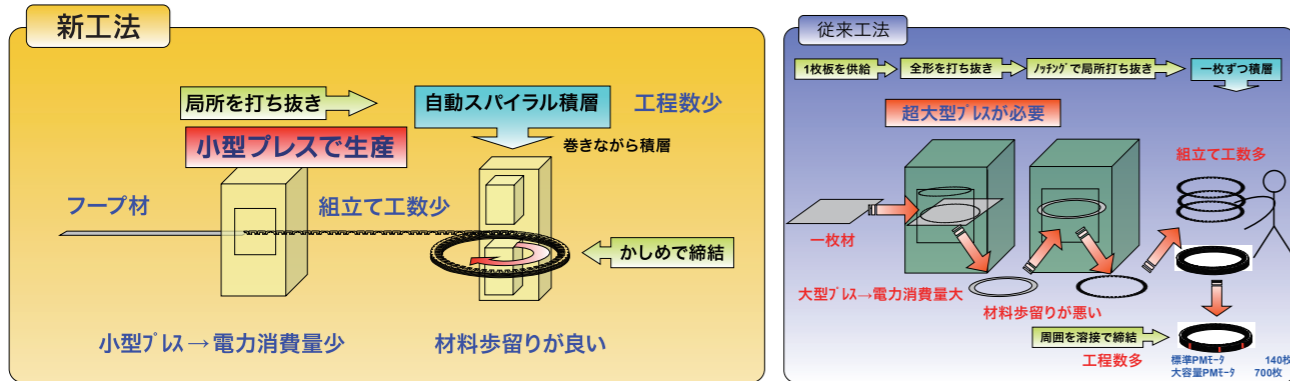 新工法
局所を打ち抜き
自動スパイラル積層
工程数少
小型プレスで生産
巻きながら積層
フープ材
組立て工数少
かしめで締結
小型ﾌﾟﾚｽ→電力消費量少
材料歩留りが良い
従来工法
1枚板を供給
全形を打ち抜き
ﾉｯﾁﾝｸﾞで局所打ち抜き
一枚ずつ積層
超大型ﾌﾟﾚｽが必要
組立て工数多
一枚材
大型ﾌﾟﾚｽ→電力消費量大
材料歩留りが悪い
周囲を溶接で締結
工程数多
標準PMﾓｰﾀ 140枚
大容量PMﾓｰﾀ 700枚